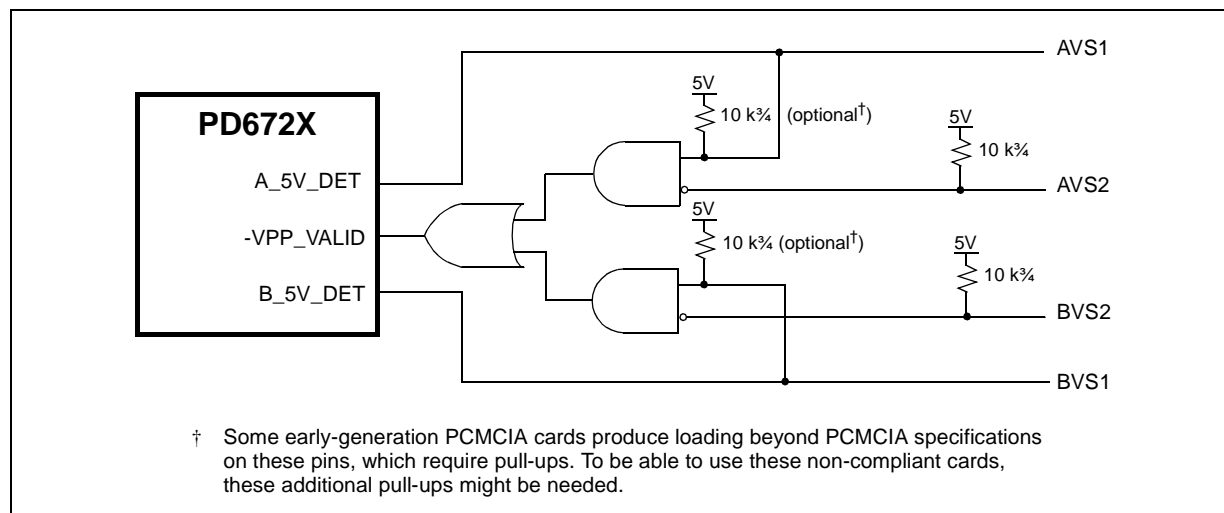 AVS1
5V
10 k¾ (optional†)
PD672X
5V
10 k¾
A_5V_DET
AVS2
5V
-VPP_VALID
10 k¾ (optional†)
5V
10 k¾
B_5V_DET
BVS2
BVS1
† Some early-generation PCMCIA cards produce loading beyond PCMCIA specifications
on these pins, which require pull-ups. To be able to use these non-compliant cards,
these additional pull-ups might be needed.